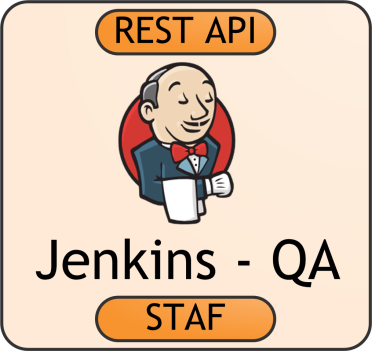 REST API
Jenkins - QA
STAF